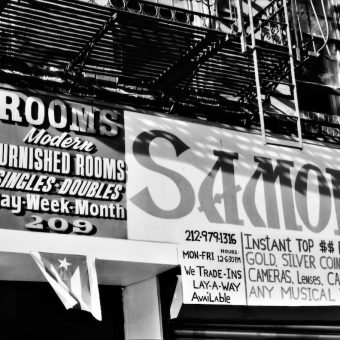 ROOMS
Modern
FURNISHED ROOMS
SINGLES-DOUBLES
Day-Week-Month
209
212-979-1316
MON-FRI HOURS 12-6:30PM
We TRADE-INS
LAY-A-WAY
Available
INSTANT TOP $$
GOLD, SILVER COIN
CAMERAS, Lenses, CA
ANY MUSICAL